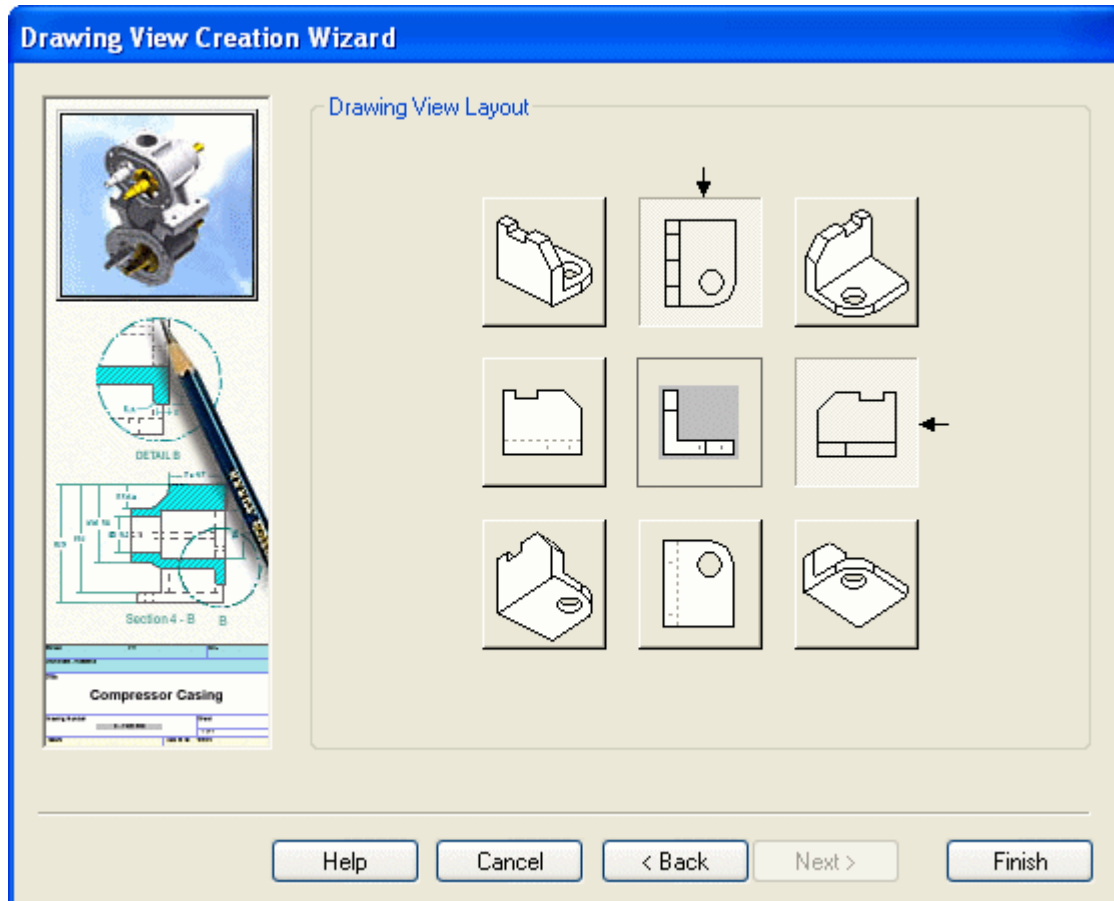 Drawing View Creation Wizard
Drawing View Layout
DETAIL B
Section 4 - B B
Compressor Casing
Help
Cancel
< Back
Next >
Finish